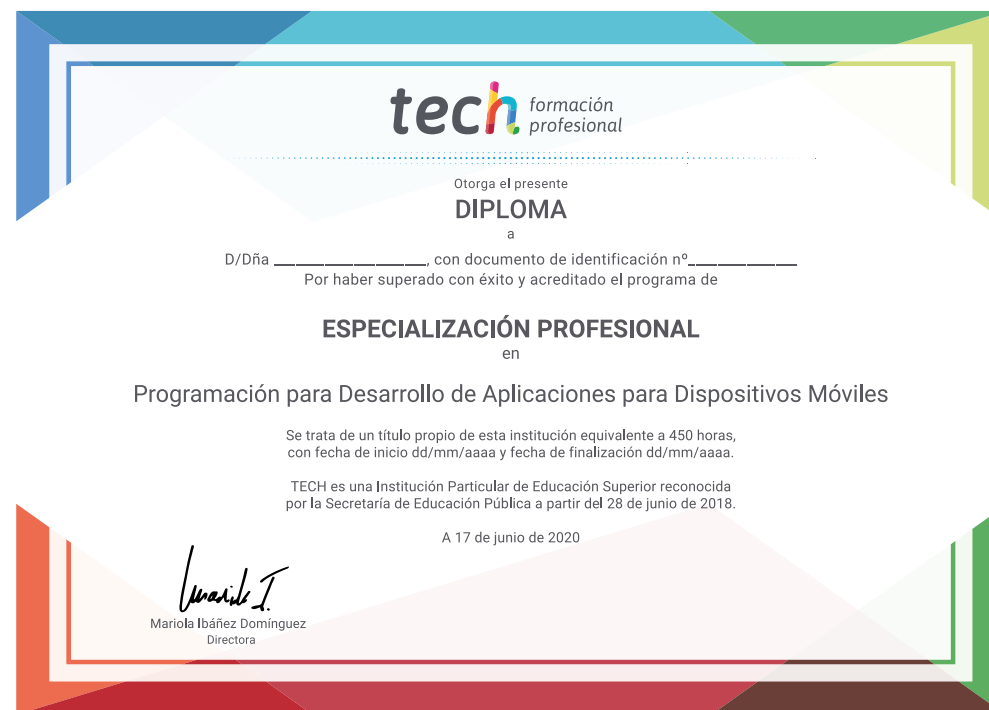 tech formación
profesional
Otorga el presente
DIPLOMA
a
D/Dña ______________, con documento de identificación nº__________
Por haber superado con éxito y acreditado el programa de
ESPECIALIZACIÓN PROFESIONAL
en
Programación para Desarrollo de Aplicaciones para Dispositivos Móviles
Se trata de un título propio de esta institución equivalente a 450 horas,
con fecha de inicio dd/mm/aaaa y fecha de finalización dd/mm/aaaa.
TECH es una Institución Particular de Educación Superior reconocida
por la Secretaría de Educación Pública a partir del 28 de junio de 2018.
A 17 de junio de 2020
Mariola Ibáñez Domínguez
Directora